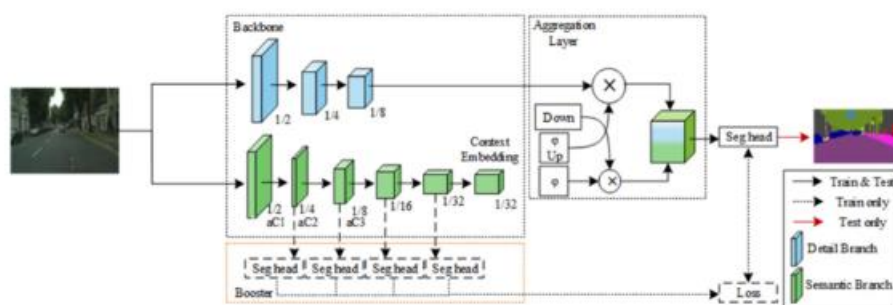 Backbone
Aggregation
Layer
1/2
1/4
1/8
Down
φ
Up
φ
Context
Embedding
Seg head
1/2
aC1
1/4
aC2
1/8
aC3
1/16
1/32
1/32
Seg head
Seg head
Seg head
Seg head
Booster
Loss
Train & Test
Train only
Test only
Detail Branch
Semantic Branch